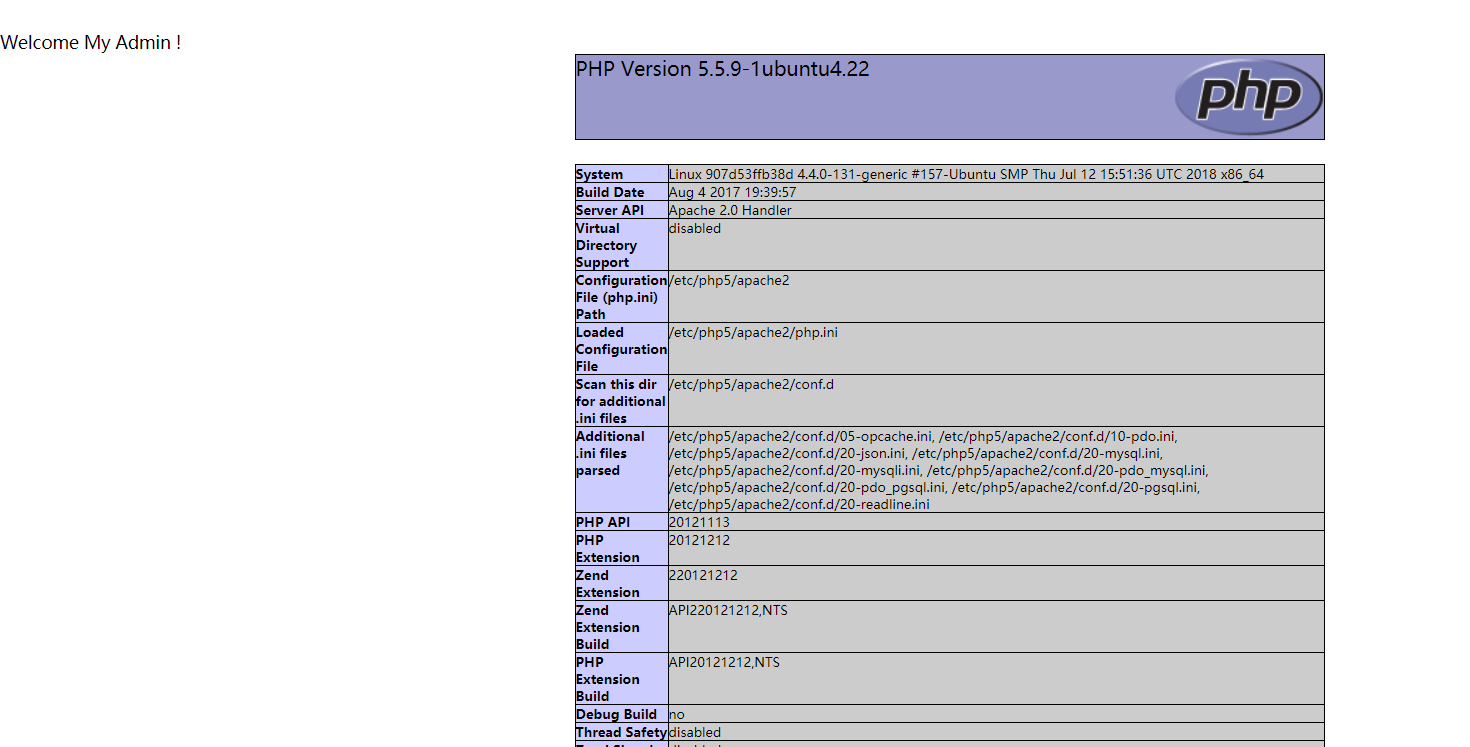 Welcome My Admin !
PHP Version 5.5.9-1ubuntu4.22
php
System Linux 907d53ffb38d 4.4.0-131-generic #157-Ubuntu SMP Thu Jul 12 15:51:36 UTC 2018 x86_64
Build Date Aug 4 2017 19:39:57
Server API Apache 2.0 Handler
Virtual disabled
Directory
Support
Configuration /etc/php5/apache2
File (php.ini)
Path
Loaded /etc/php5/apache2/php.ini
Configuration
File
Scan this dir /etc/php5/apache2/conf.d
for additional
.ini files
Additional /etc/php5/apache2/conf.d/05-opcache.ini, /etc/php5/apache2/conf.d/10-pdo.ini,
.ini files /etc/php5/apache2/conf.d/20-json.ini, /etc/php5/apache2/conf.d/20-mysql.ini,
parsed /etc/php5/apache2/conf.d/20-mysqli.ini, /etc/php5/apache2/conf.d/20-pdo_mysql.ini,
/etc/php5/apache2/conf.d/20-pdo_pgsql.ini, /etc/php5/apache2/conf.d/20-pgsql.ini,
/etc/php5/apache2/conf.d/20-readline.ini
PHP API 20121113
PHP 20121212
Extension
Zend 220121212
Extension
Zend API220121212,NTS
Extension
Build
PHP API20121212,NTS
Extension
Build
Debug Build no
Thread Safety disabled